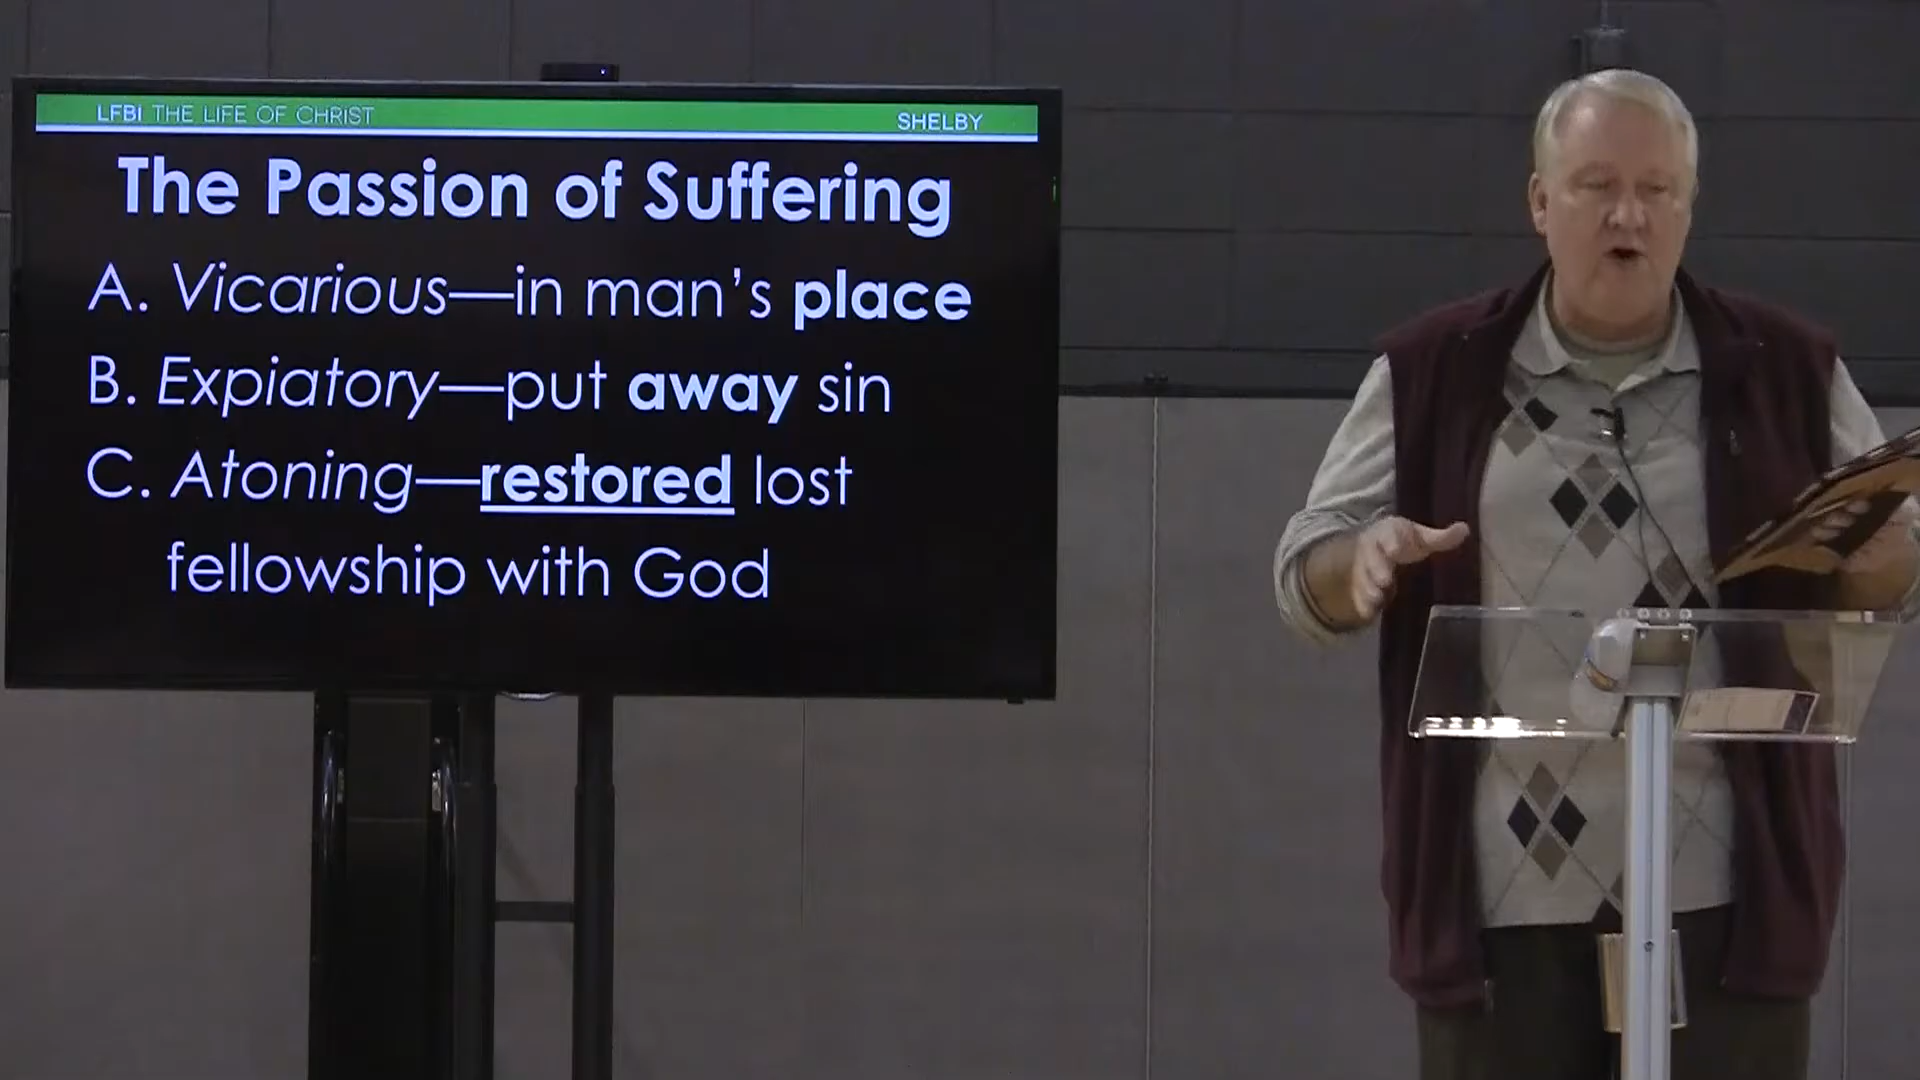 LFBI THE LIFE OF CHRIST
SHELBY
The Passion of Suffering
A. Vicarious—in man's place
B. Expiatory—put away sin
C. Atoning—restored lost
fellowship with God